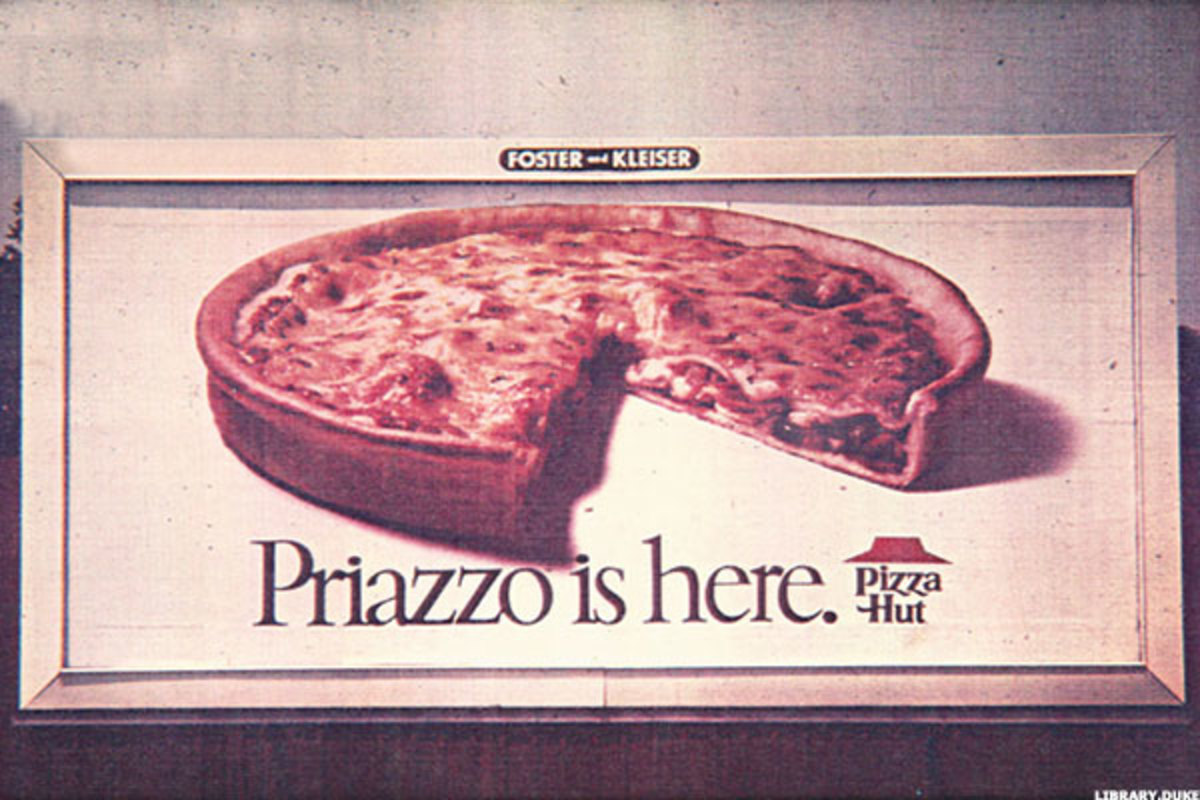 FOSTER and KLEISER
Priazzo is here.
Pizza
Hut
LIBRARY.DUKE